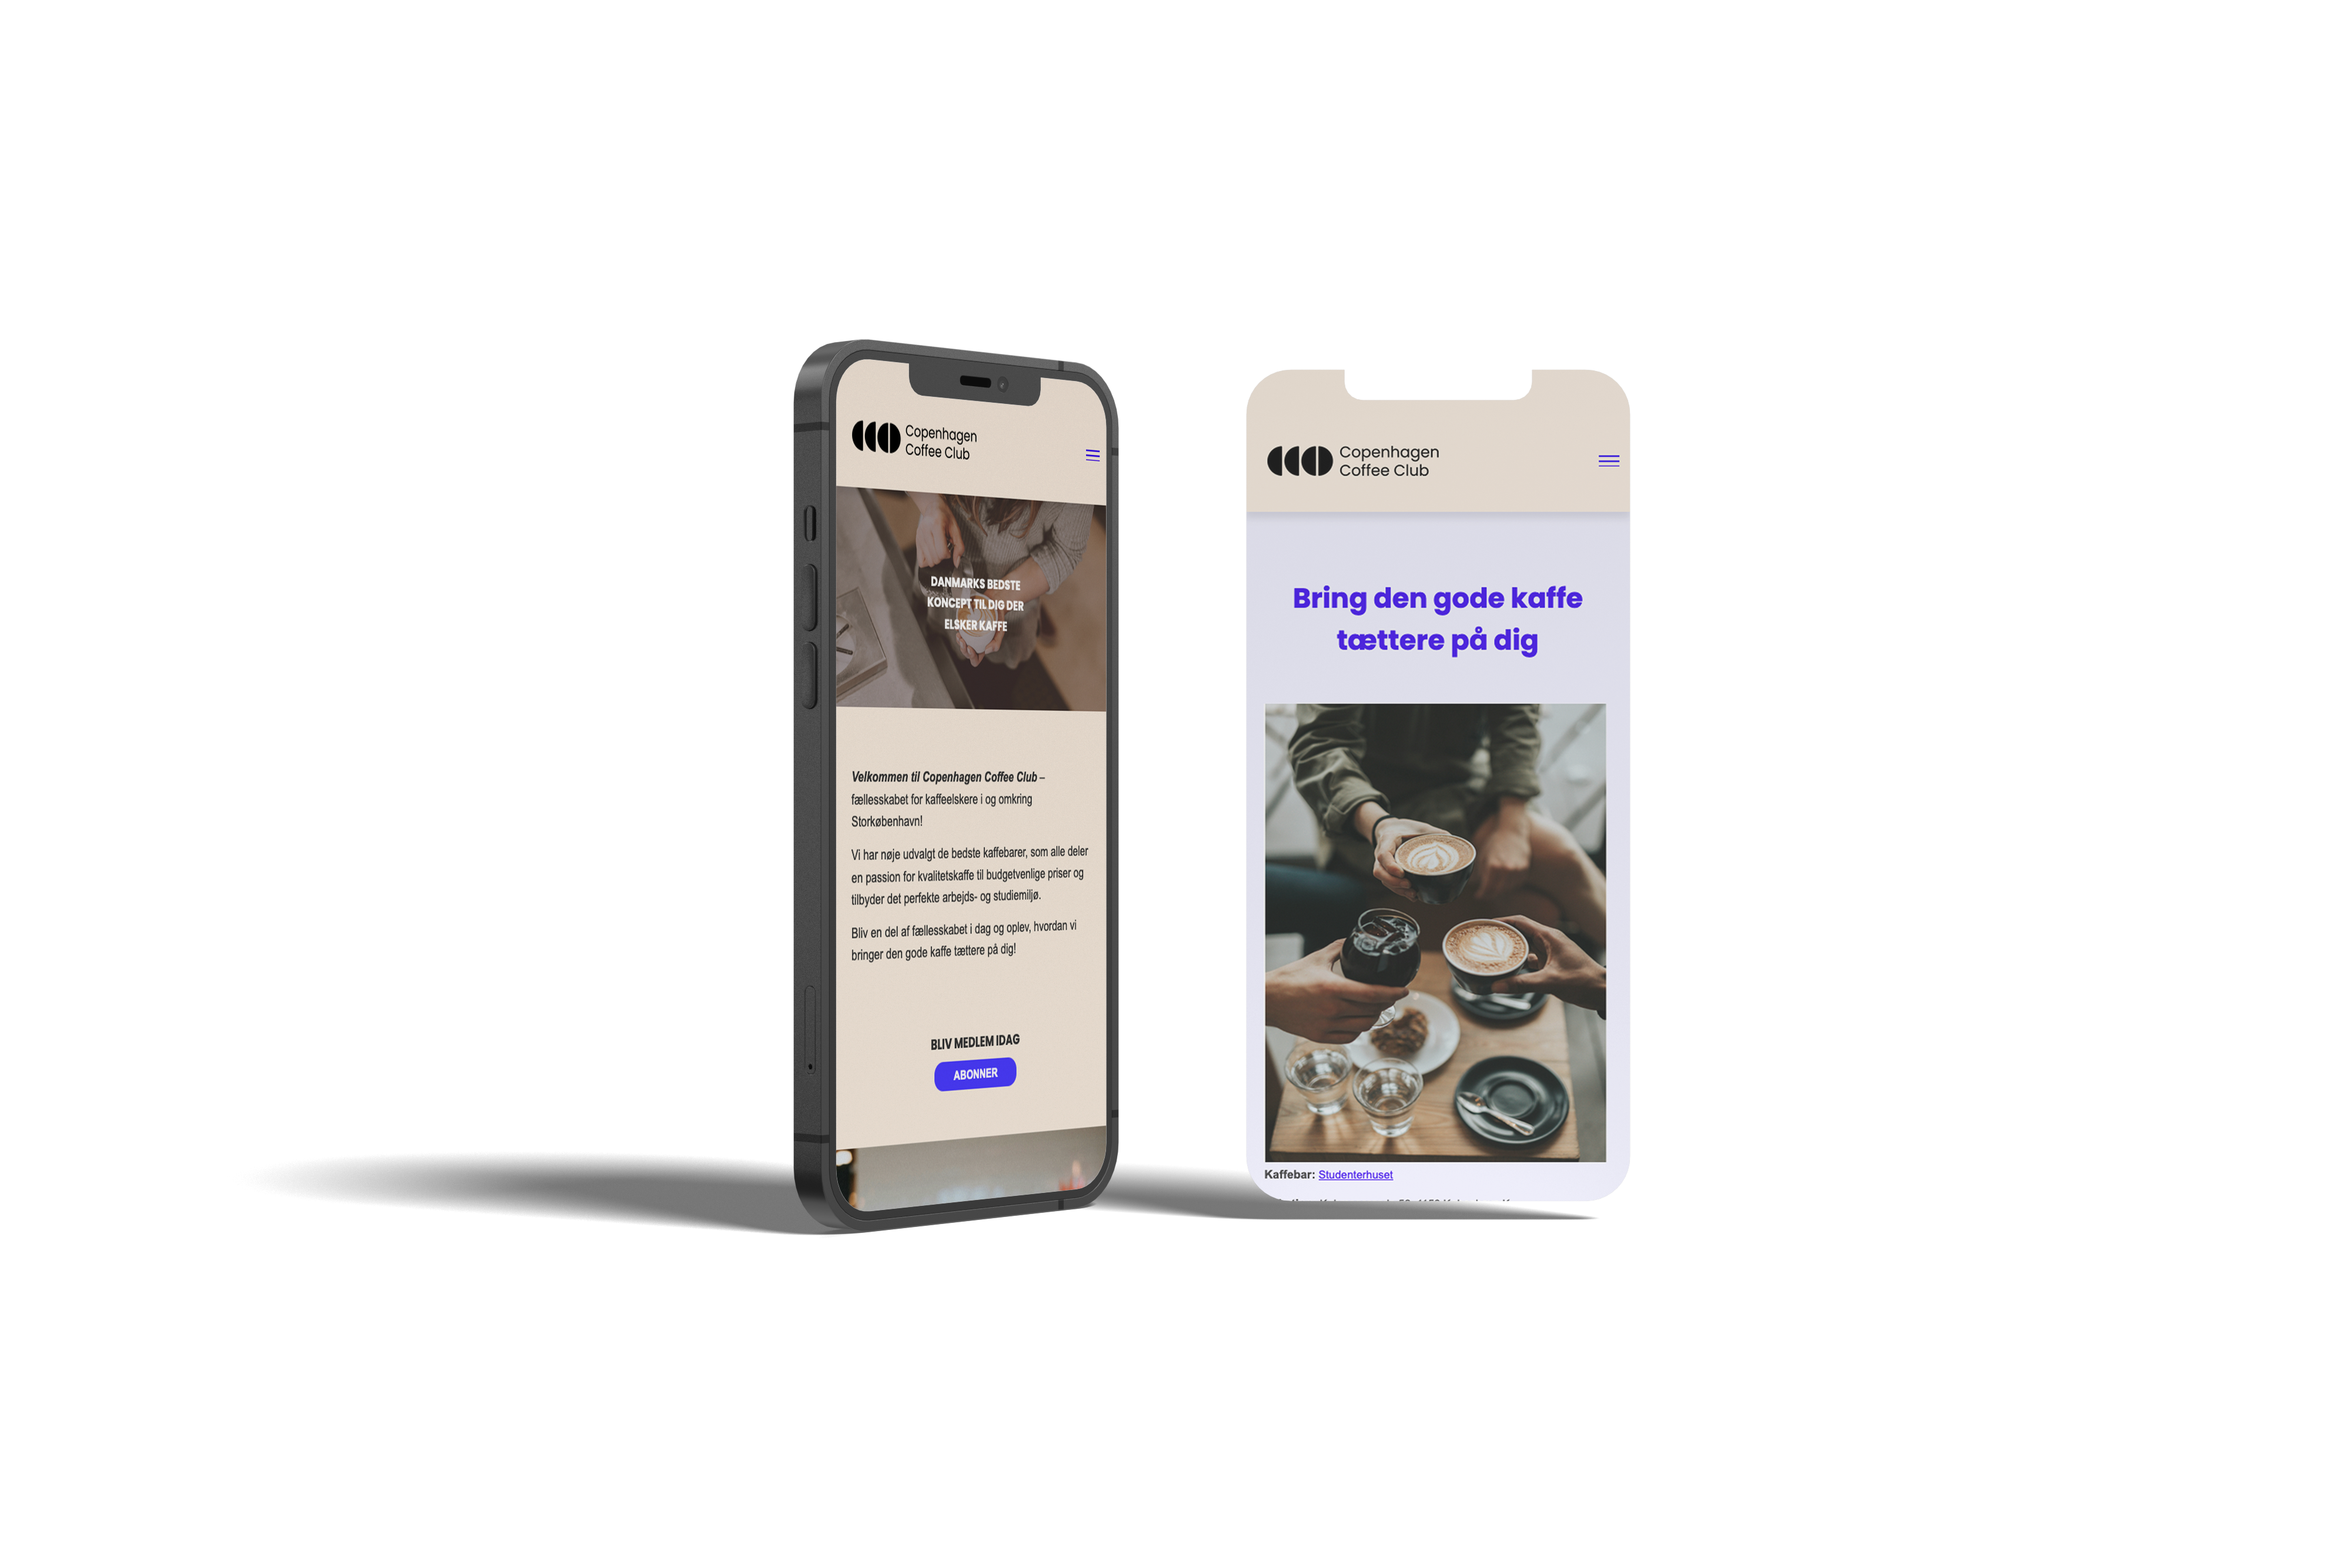 Copenhagen
Coffee Club
DANMARKS BEDSTE
KONCEPT TIL DIG DER
ELSKER KAFFE
Velkommen til Copenhagen Coffee Club –
fællesskabet for kaffeelskere i og omkring
Storkøbenhavn!
Vi har nøje udvalgt de bedste kaffebarer, som alle deler
en passion for kvalitetskaffe til budgetvenlige priser og
tilbyder det perfekte arbejds- og studiemiljø.
Bliv en del af fællesskabet i dag og oplev, hvordan vi
bringer den gode kaffe tættere på dig!
BLIV MEDLEM IDAG
ABONNER
Copenhagen
Coffee Club
Bring den gode kaffe
tættere på dig
Kaffebar: Studenterhuset